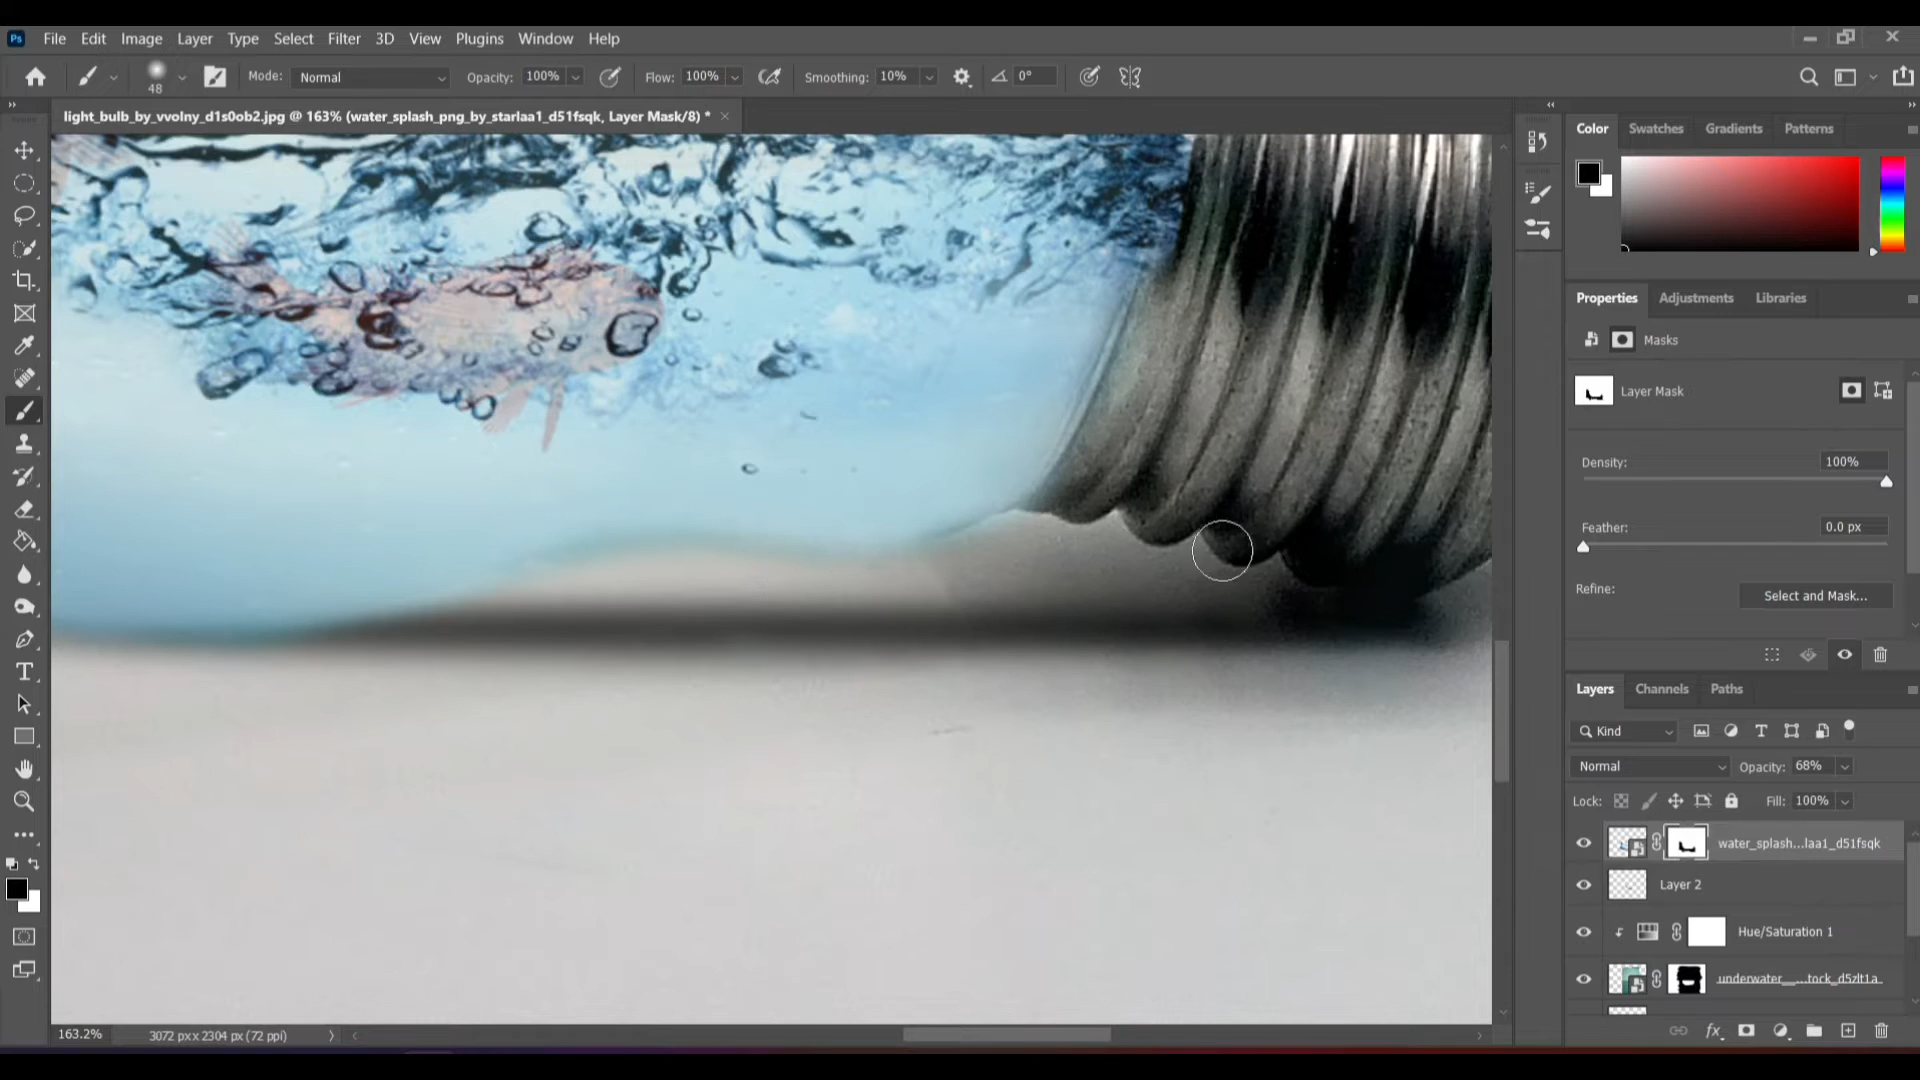 Ps File Edit Image Layer Type Select Filter 3D View Plugins Window Help
48 Mode: Normal Opacity: 100% Flow: 100% Smoothing: 10% 0°
light_bulb_by_vvolny_d1s0ob2.jpg @ 163% (water_splash_png_by_starlaa1_d51fsqk, Layer Mask/8) *
Color Swatches Gradients Patterns
Properties Adjustments Libraries
Masks
Layer Mask
Density: 100%
Feather: 0.0 px
Refine: Select and Mask...
Layers Channels Paths
Kind
Normal Opacity: 68%
Lock: Fill: 100%
water_splash...laa1_d51fsqk
Layer 2
Hue/Saturation 1
underwater__...tock_d5zlt1a
fx
163.2% 3072 px x 2304 px (72 ppi)